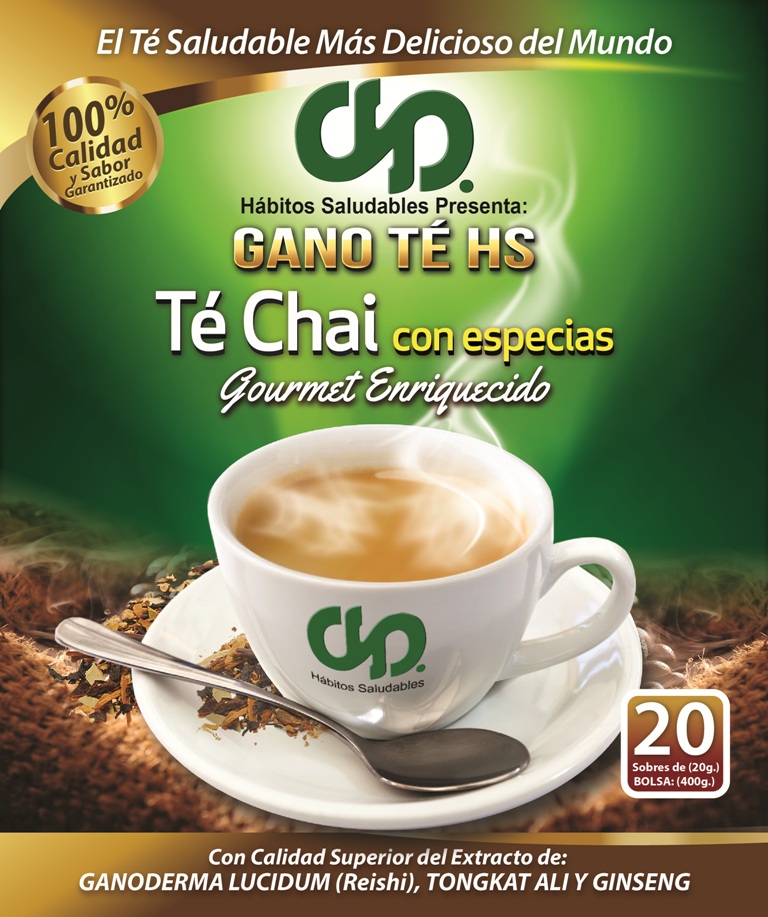 El Té Saludable Más Delicioso del Mundo
100%
Calidad
y Sabor
Garantizado
Hábitos Saludables Presenta:
GANO TÉ HS
Té Chai con especias
Gourmet Enriquecido
Hábitos Saludables
20
Sobres de (20g.)
BOLSA: (400g.)
Con Calidad Superior del Extracto de:
GANODERMA LUCIDUM (Reishi), TONGKAT ALI Y GINSENG